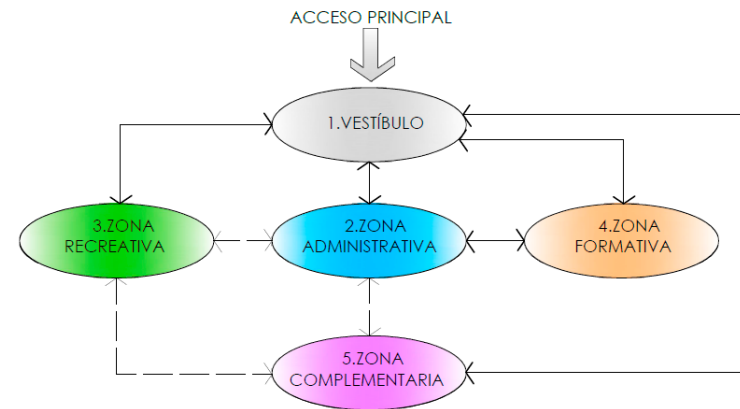 ACCESO PRINCIPAL
1.VESTÍBULO
3.ZONA
RECREATIVA
2.ZONA
ADMINISTRATIVA
4.ZONA
FORMATIVA
5.ZONA
COMPLEMENTARIA